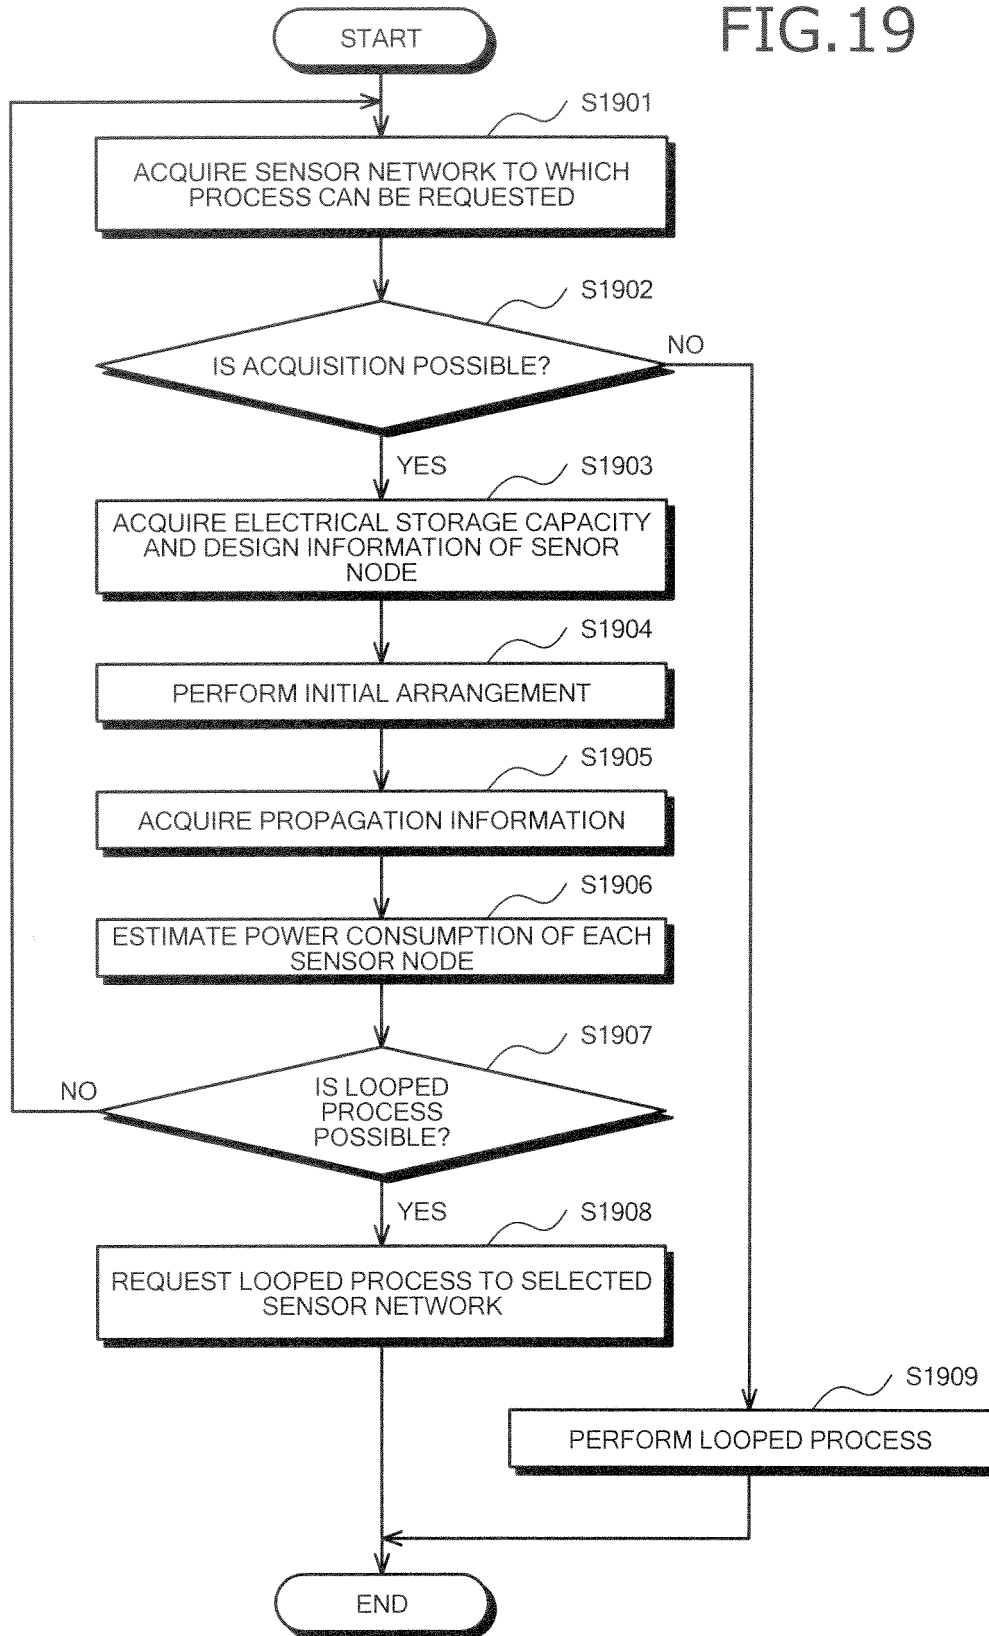 FIG.19
START
S1901
ACQUIRE SENSOR NETWORK TO WHICH
PROCESS CAN BE REQUESTED
S1902
IS ACQUISITION POSSIBLE?
NO
YES
S1903
ACQUIRE ELECTRICAL STORAGE CAPACITY
AND DESIGN INFORMATION OF SENOR
NODE
S1904
PERFORM INITIAL ARRANGEMENT
S1905
ACQUIRE PROPAGATION INFORMATION
S1906
ESTIMATE POWER CONSUMPTION OF EACH
SENSOR NODE
S1907
NO
IS LOOPED
PROCESS
POSSIBLE?
YES
S1908
REQUEST LOOPED PROCESS TO SELECTED
SENSOR NETWORK
S1909
PERFORM LOOPED PROCESS
END